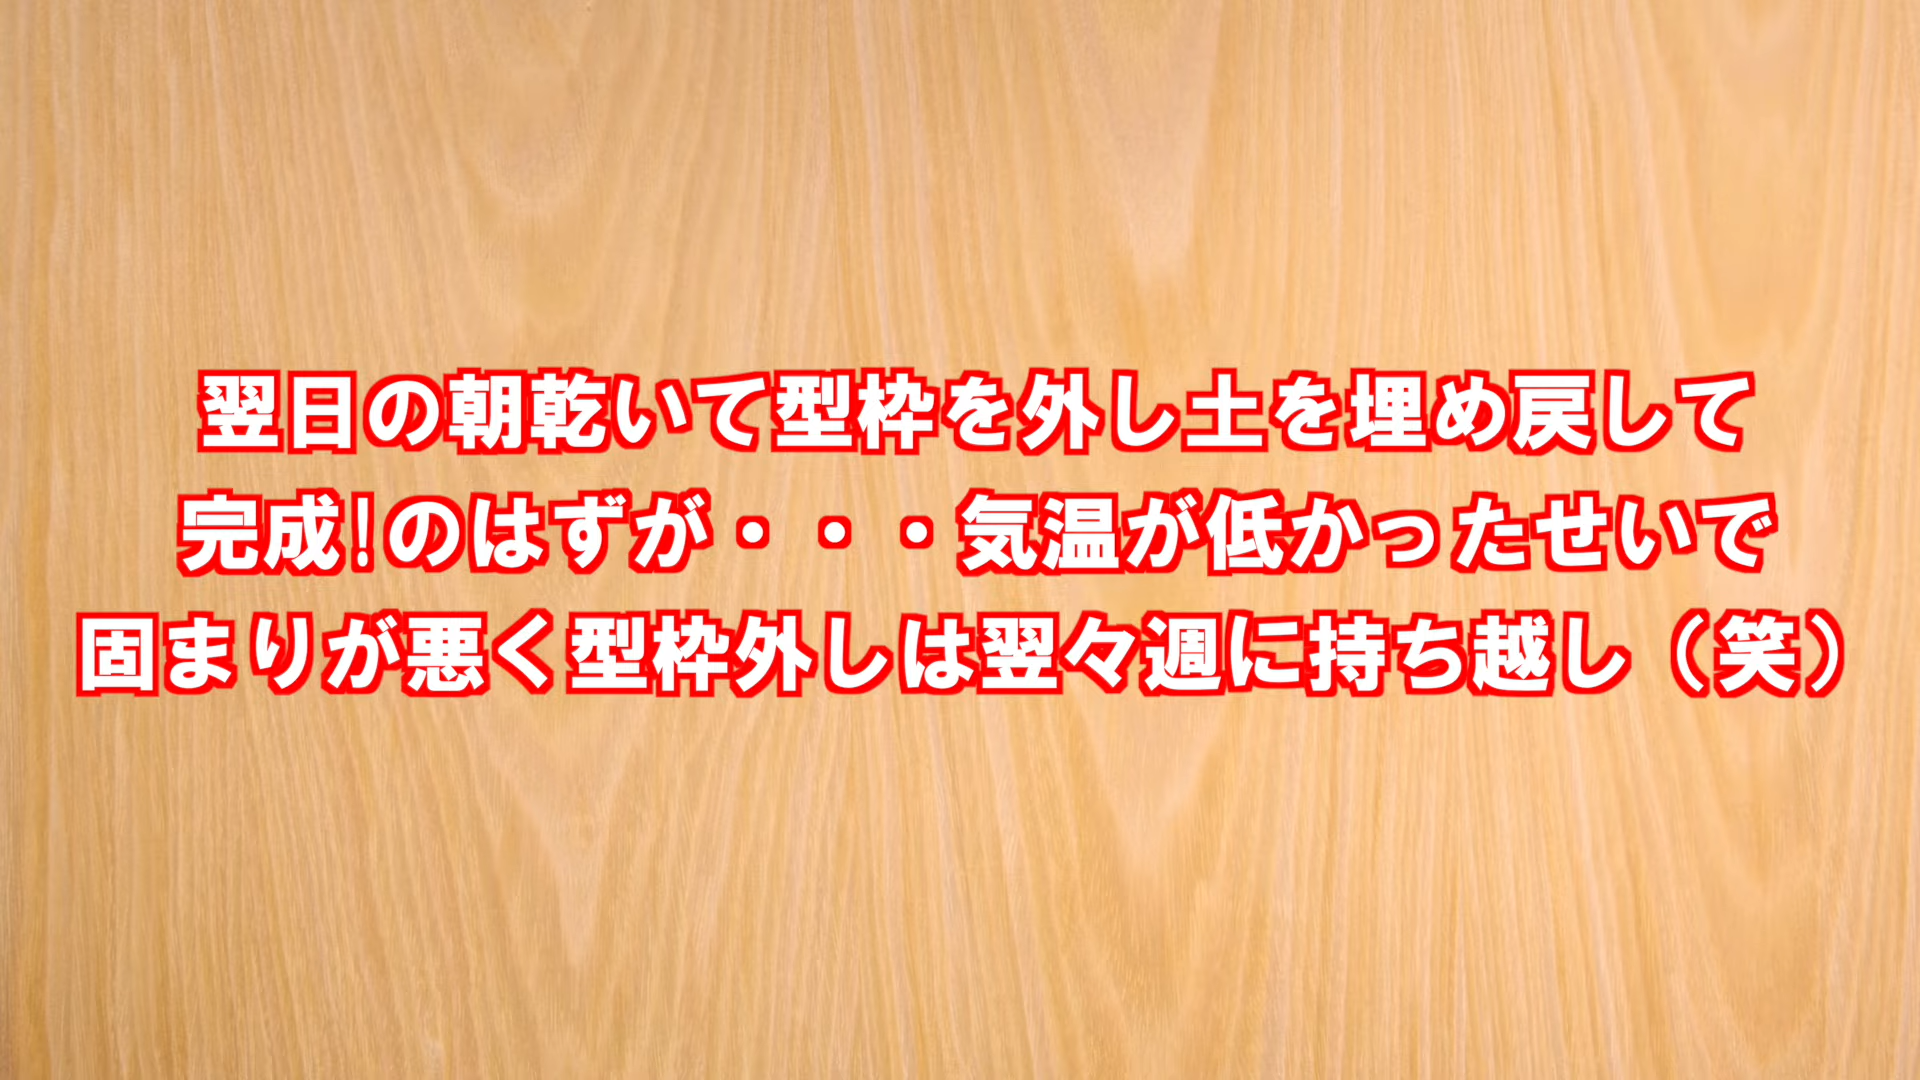 翌日の朝乾いて型枠を外し土を埋め戻して
完成!のはずが・・・気温が低かったせいで
固まりが悪く型枠外しは翌々週に持ち越し（笑）